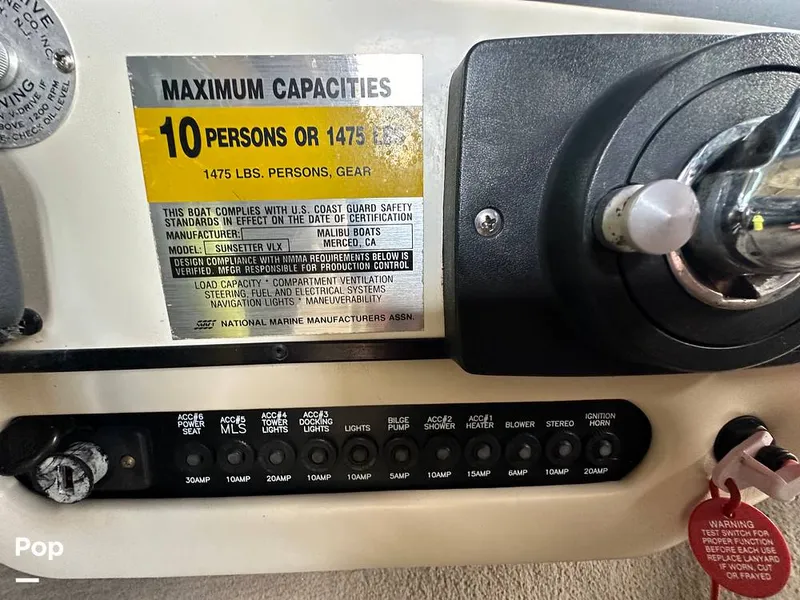 MAXIMUM CAPACITIES
10 PERSONS OR 1475 LBS
1475 LBS. PERSONS, GEAR
THIS BOAT COMPLIES WITH U.S. COAST GUARD SAFETY
STANDARDS IN EFFECT ON THE DATE OF CERTIFICATION
MANUFACTURER: MALIBU BOATS
MODEL: SUNSETTER VLX MERCED, CA
DESIGN COMPLIANCE WITH NMMA REQUIREMENTS BELOW IS
VERIFIED. MFGR RESPONSIBLE FOR PRODUCTION CONTROL
LOAD CAPACITY * COMPARTMENT VENTILATION
STEERING, FUEL AND ELECTRICAL SYSTEMS
NAVIGATION LIGHTS * MANEUVERABILITY
NATIONAL MARINE MANUFACTURERS ASSN.
ACC#6
POWER
SEAT
30AMP
ACC#5
MLS
10AMP
ACC#4
TOWER
LIGHTS
20AMP
ACC#3
DOCKING
LIGHTS
10AMP
LIGHTS
10AMP
BILGE
PUMP
5AMP
ACC#2
SHOWER
10AMP
ACC#1
HEATER
15AMP
BLOWER
6AMP
STEREO
10AMP
IGNITION
HORN
20AMP
WARNING
TEST SWITCH FOR
PROPER FUNCTION
BEFORE EACH USE
REPLACE LANYARD
IF WORN, CUT
OR FRAYED
Pop